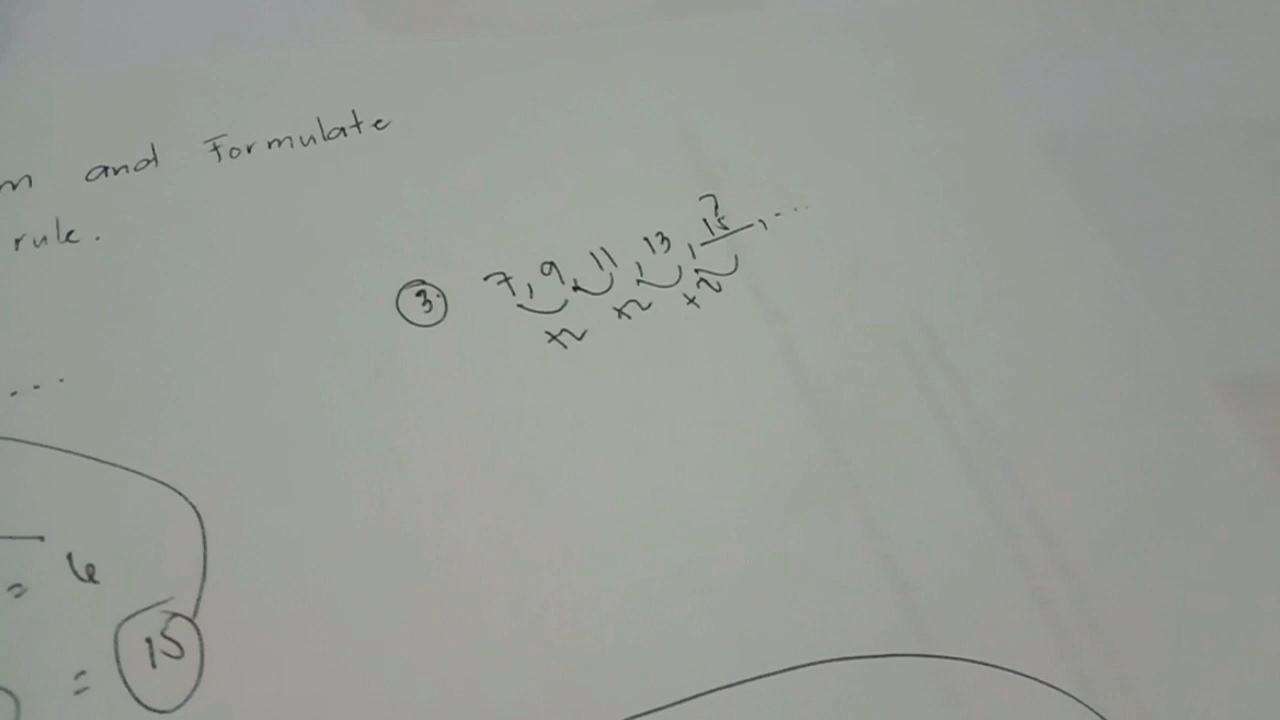 m and Formulate
rule.
?
3. 7, 9, 11, 13, 15, ...
+2 +2 +2
...
= 6
= 15